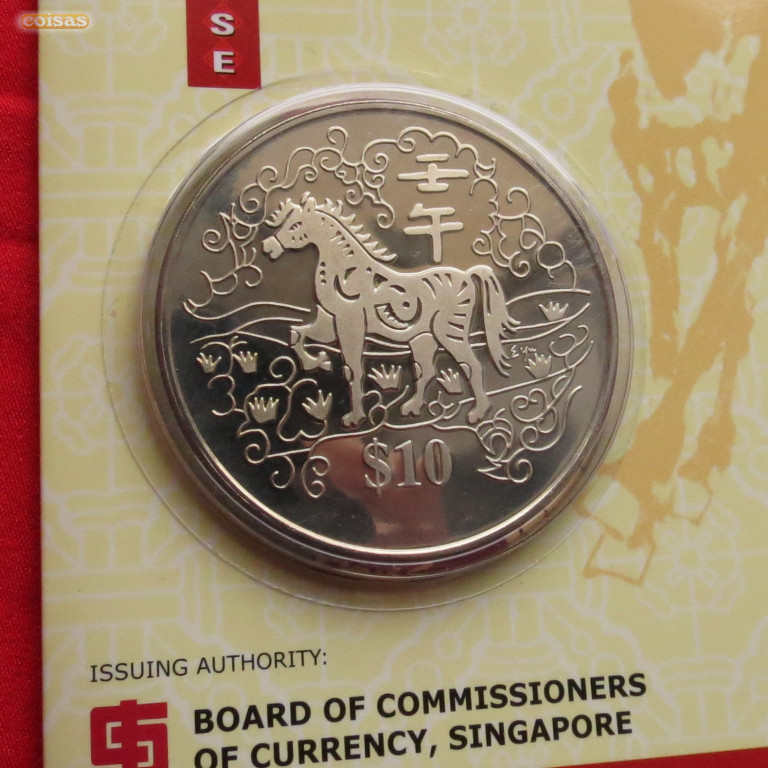 coisas
S
E
壬
午
$10
ISSUING AUTHORITY:
BOARD OF COMMISSIONERS
OF CURRENCY, SINGAPORE